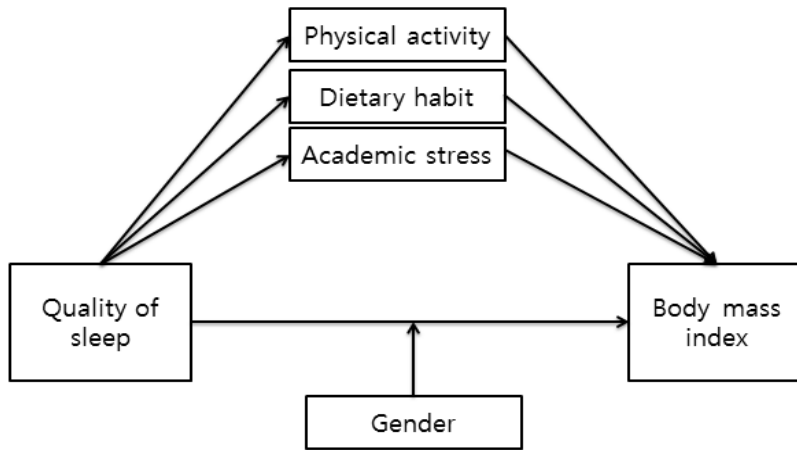 Physical activity
Dietary habit
Academic stress
Quality of
sleep
Body mass
index
Gender